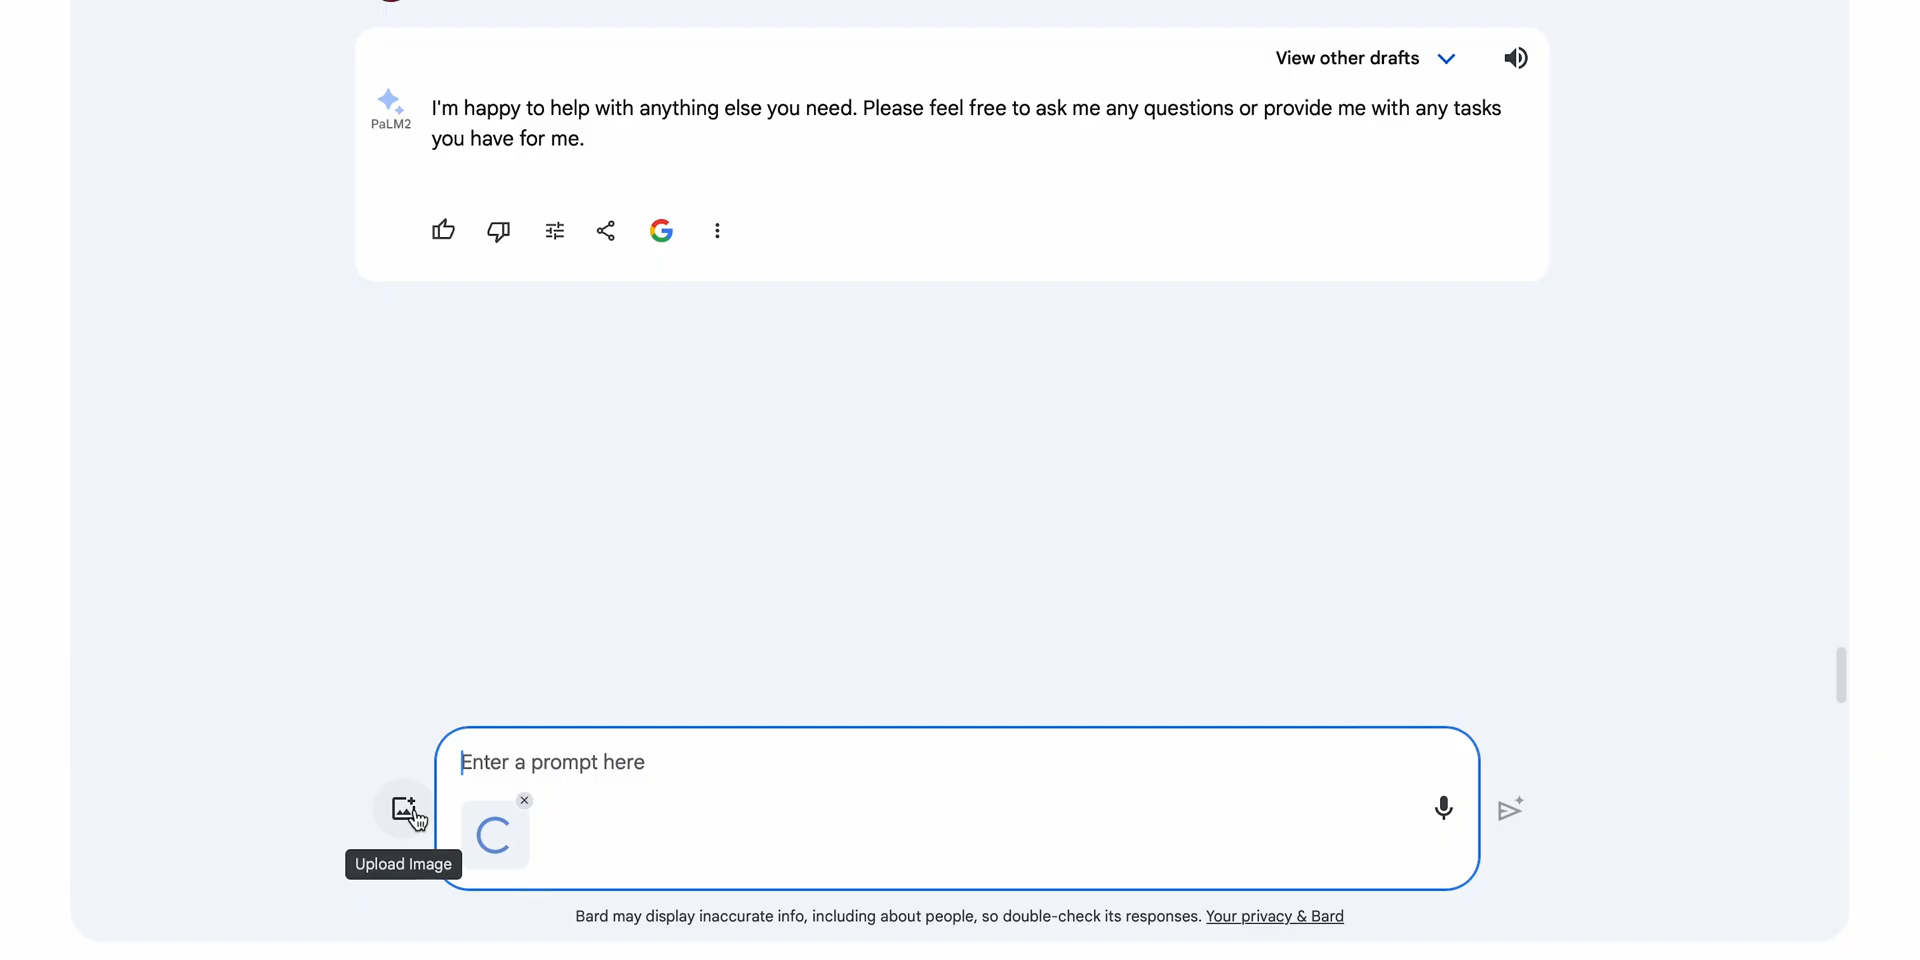 View other drafts
PaLM2
I'm happy to help with anything else you need. Please feel free to ask me any questions or provide me with any tasks
you have for me.
Enter a prompt here
Upload Image
Bard may display inaccurate info, including about people, so double-check its responses. Your privacy & Bard